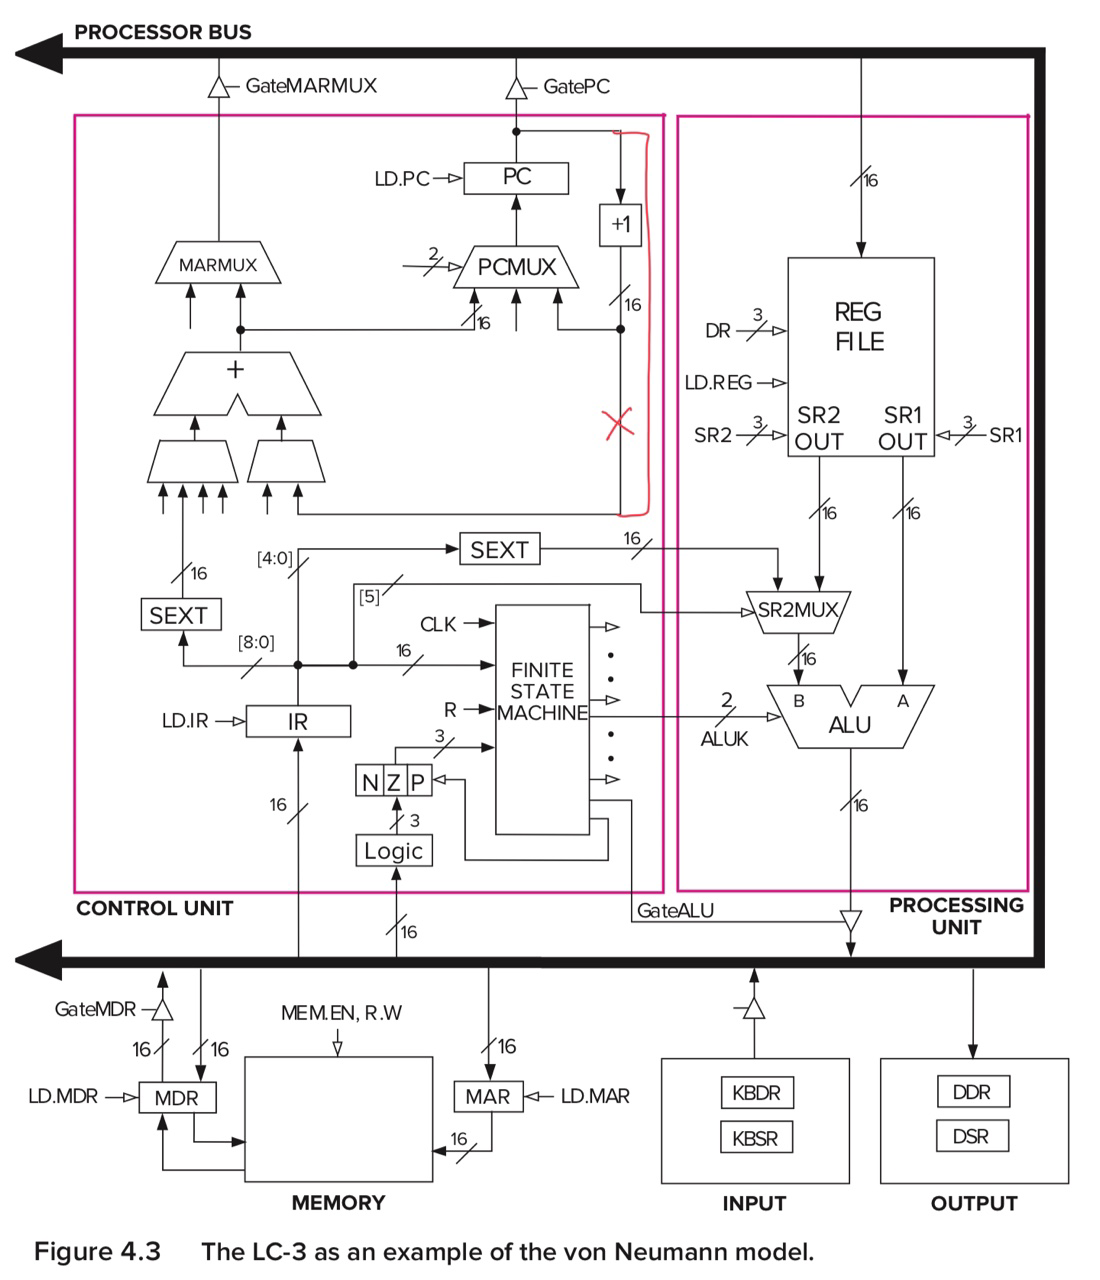 PROCESSOR BUS
GateMARMUX
GatePC
LD.PC
PC
16
+1
MARMUX
2
PCMUX
16
16
REG
FILE
DR
3
+
LD.REG
SR2
OUT
SR1
OUT
SR2
3
3
SR1
16
16
[4:0]
SEXT
16
16
[5]
SEXT
SR2MUX
CLK
[8:0]
16
16
FINITE
STATE
MACHINE
B
A
LD.IR
IR
R
2
ALU
ALUK
3
N Z P
16
16
3
Logic
CONTROL UNIT
GateALU
PROCESSING
UNIT
16
GateMDR
MEM.EN, R.W
16
16
16
LD.MDR
MDR
MAR
LD.MAR
KBDR
DDR
16
KBSR
DSR
MEMORY
INPUT
OUTPUT
Figure 4.3 The LC-3 as an example of the von Neumann model.